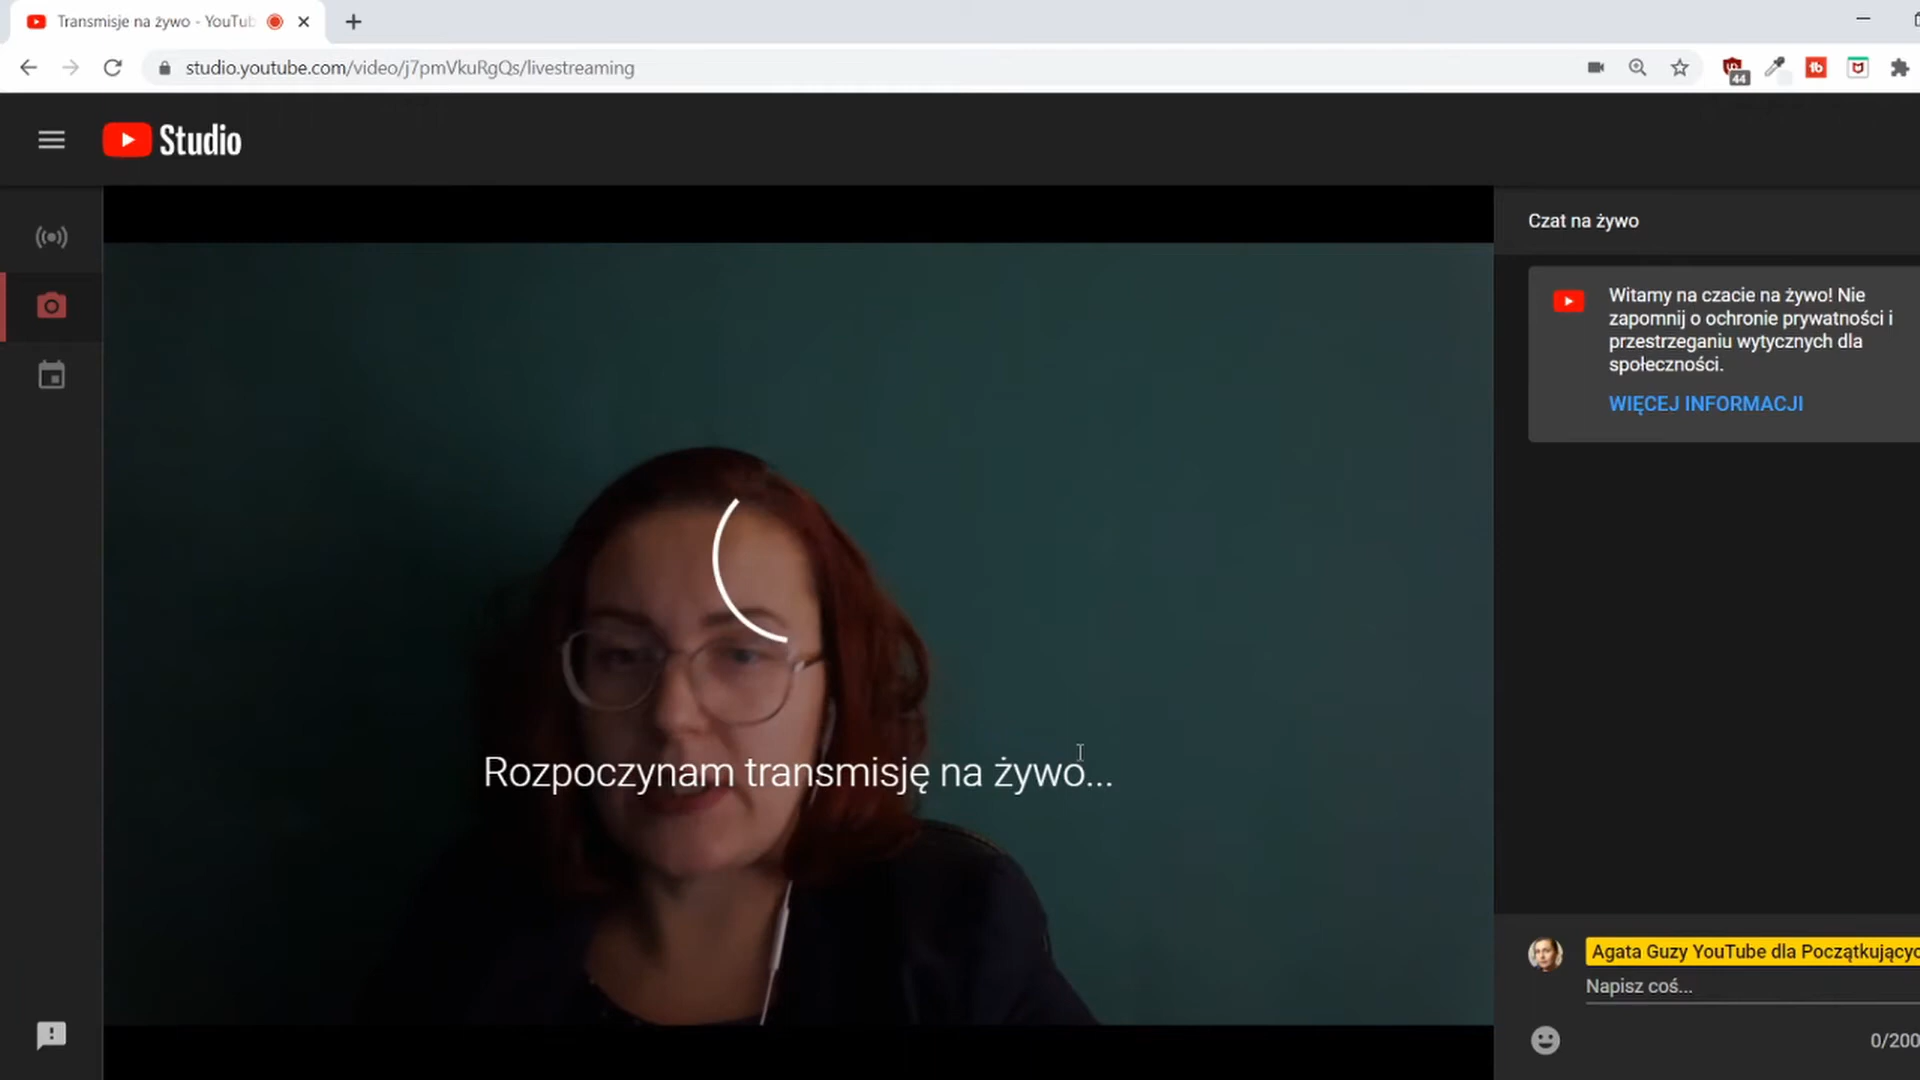 Transmisje na żywo - YouTub
studio.youtube.com/video/j7pmVkuRgQs/livestreaming
44
tb
Studio
Czat na żywo
Witamy na czacie na żywo! Nie
zapomnij o ochronie prywatności i
przestrzeganiu wytycznych dla
społeczności.
WIĘCEJ INFORMACJI
Rozpoczynam transmisję na żywo...
Agata Guzy YouTube dla Początkujący
Napisz coś...
0/200